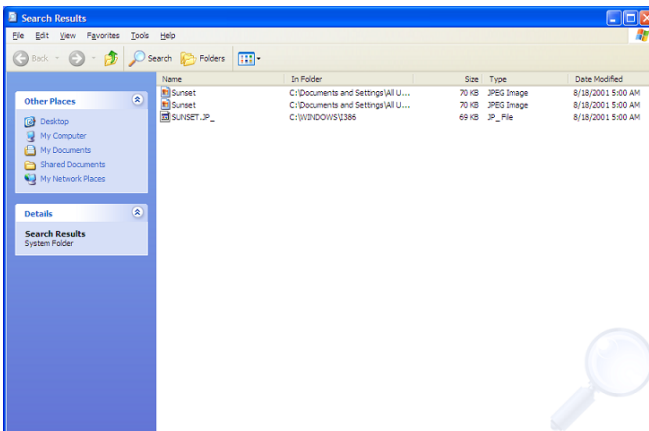 Search Results
File Edit View Favorites Tools Help
Back Search Folders
Name In Folder Size Type Date Modified
Sunset C:\Documents and Settings\All U... 70 KB JPEG Image 8/18/2001 5:00 AM
Sunset C:\Documents and Settings\All U... 70 KB JPEG Image 8/18/2001 5:00 AM
SUNSET.JP_ C:\WINDOWS\I386 69 KB JP_ File 8/18/2001 5:00 AM
Other Places
Desktop
My Computer
My Documents
Shared Documents
My Network Places
Details
Search Results
System Folder